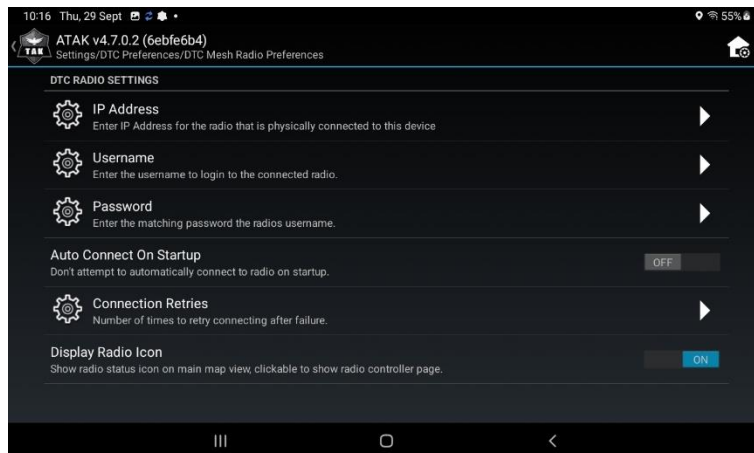 10:16 Thu, 29 Sept
55%
TAK
ATAK v4.7.0.2 (6ebfe6b4)
Settings/DTC Preferences/DTC Mesh Radio Preferences
DTC RADIO SETTINGS
IP Address
Enter IP Address for the radio that is physically connected to this device
Username
Enter the username to login to the connected radio.
Password
Enter the matching password the radios username.
Auto Connect On Startup
Don't attempt to automatically connect to radio on startup.
OFF
Connection Retries
Number of times to retry connecting after failure.
Display Radio Icon
Show radio status icon on main map view, clickable to show radio controller page.
ON